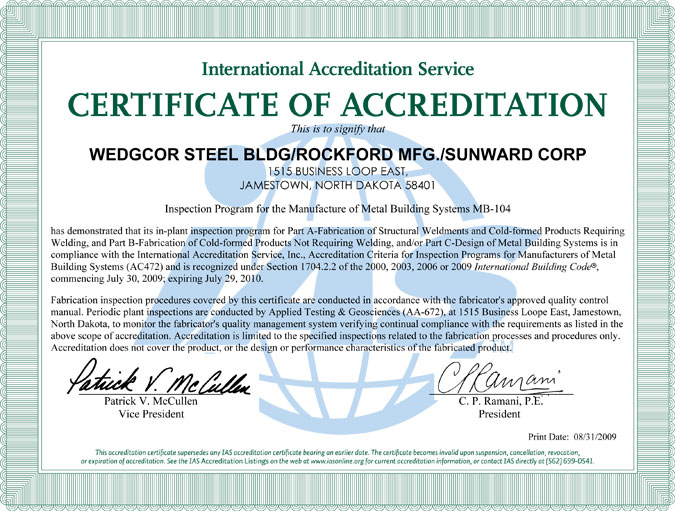 International Accreditation Service
CERTIFICATE OF ACCREDITATION
This is to signify that
WEDGCOR STEEL BLDG/ROCKFORD MFG./SUNWARD CORP
1515 BUSINESS LOOP EAST,
JAMESTOWN, NORTH DAKOTA 58401
Inspection Program for the Manufacture of Metal Building Systems MB-104
has demonstrated that its in-plant inspection program for Part A-Fabrication of Structural Weldments and Cold-formed Products Requiring
Welding, and Part B-Fabrication of Cold-formed Products Not Requiring Welding, and/or Part C-Design of Metal Building Systems is in
compliance with the International Accreditation Service, Inc., Accreditation Criteria for Inspection Programs for Manufacturers of Metal
Building Systems (AC472) and is recognized under Section 1704.2.2 of the 2000, 2003, 2006 or 2009 International Building Code®,
commencing July 30, 2009; expiring July 29, 2010.
Fabrication inspection procedures covered by this certificate are conducted in accordance with the fabricator's approved quality control
manual. Periodic plant inspections are conducted by Applied Testing & Geosciences (AA-672), at 1515 Business Loope East, Jamestown,
North Dakota, to monitor the fabricator's quality management system verifying continual compliance with the requirements as listed in the
above scope of accreditation. Accreditation is limited to the specified inspections related to the fabrication processes and procedures only.
Accreditation does not cover the product, or the design or performance characteristics of the fabricated product.
Patrick V. McCullen CPRamani
Patrick V. McCullen C. P. Ramani, P.E.
Vice President President
Print Date: 08/31/2009
This accreditation certificate supersedes any IAS accreditation certificate bearing an earlier date. The certificate becomes invalid upon suspension, cancellation, revocation,
or expiration of accreditation. See the IAS Accreditation Listings on the web at www.iasonline.org for current accreditation information, or contact IAS directly at (562) 699-0541.
IAS